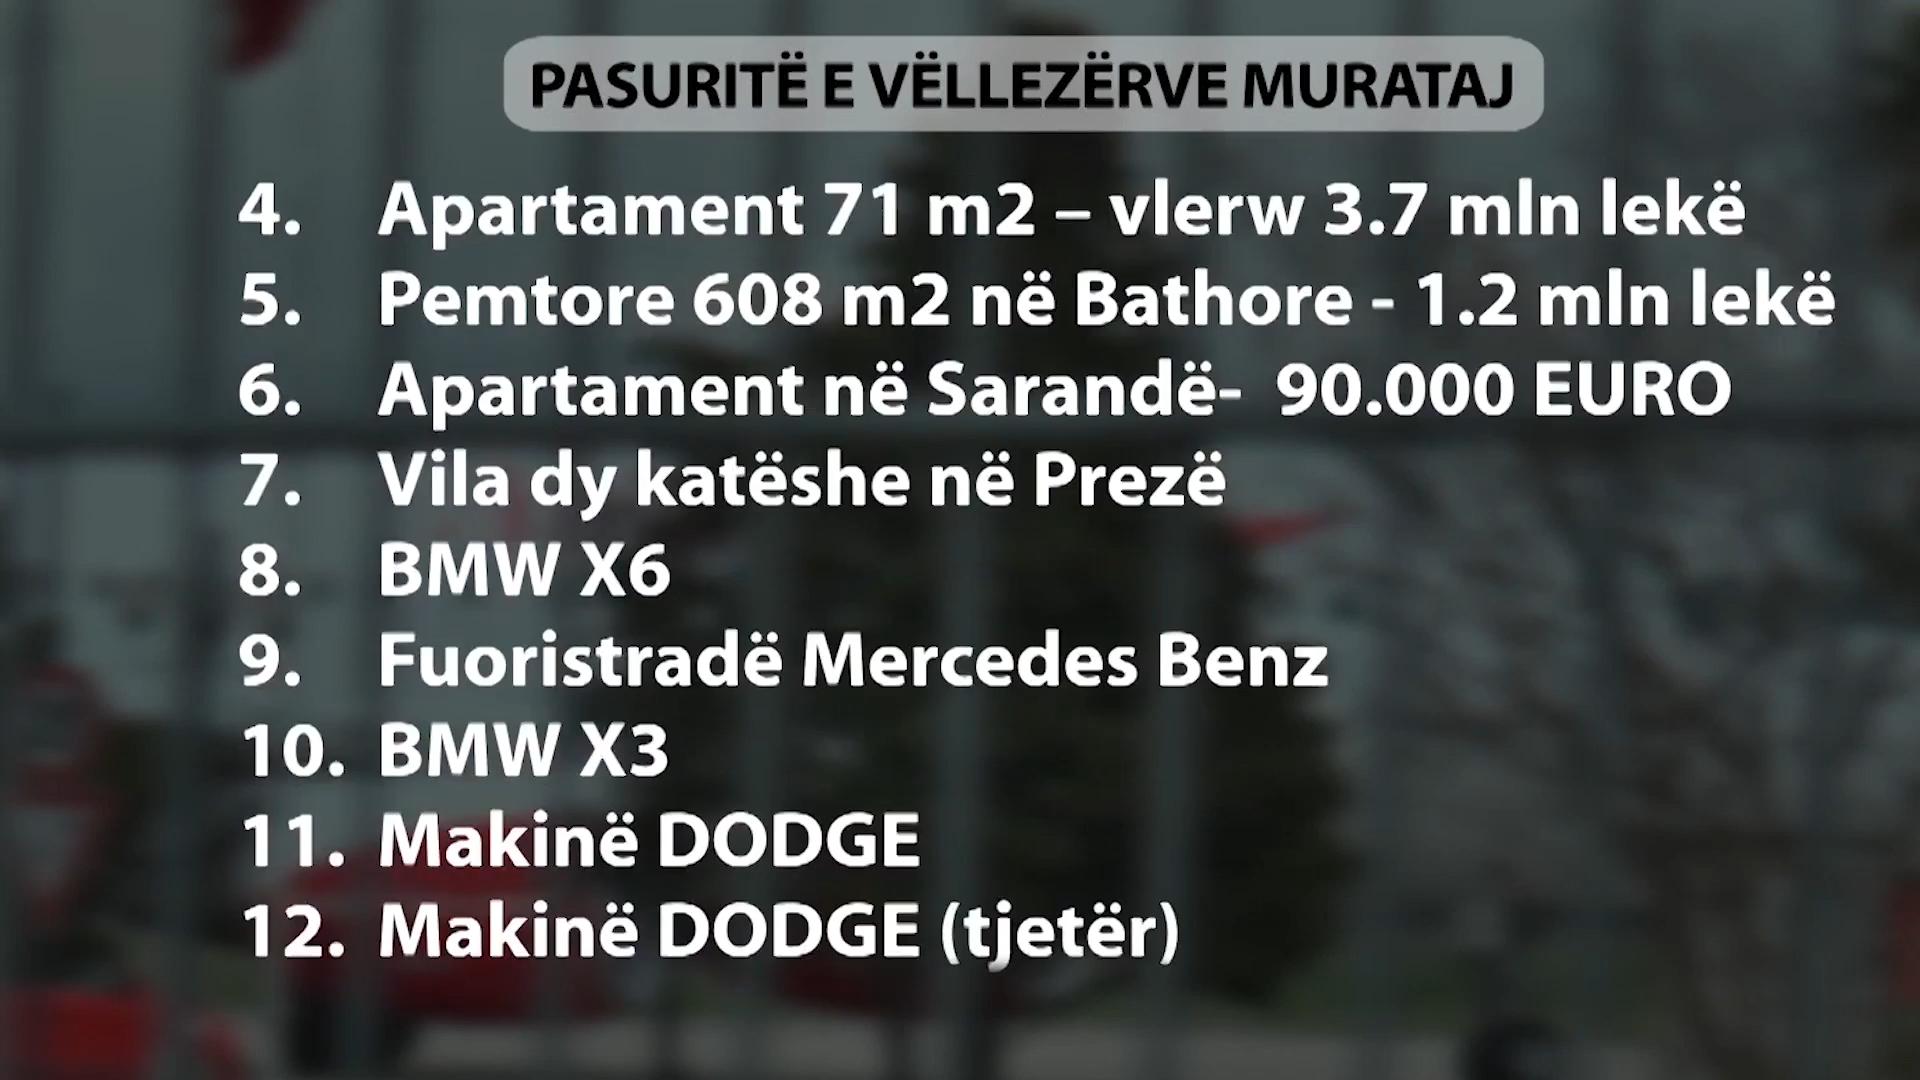 PASURITË E VËLLEZËRVE MURATAJ
4. Apartament 71 m2 – vlerw 3.7 mln lekë
5. Pemtore 608 m2 në Bathore - 1.2 mln lekë
6. Apartament në Sarandë- 90.000 EURO
7. Vila dy katëshe në Prezë
8. BMW X6
9. Fuoristradë Mercedes Benz
10. BMW X3
11. Makinë DODGE
12. Makinë DODGE (tjetër)